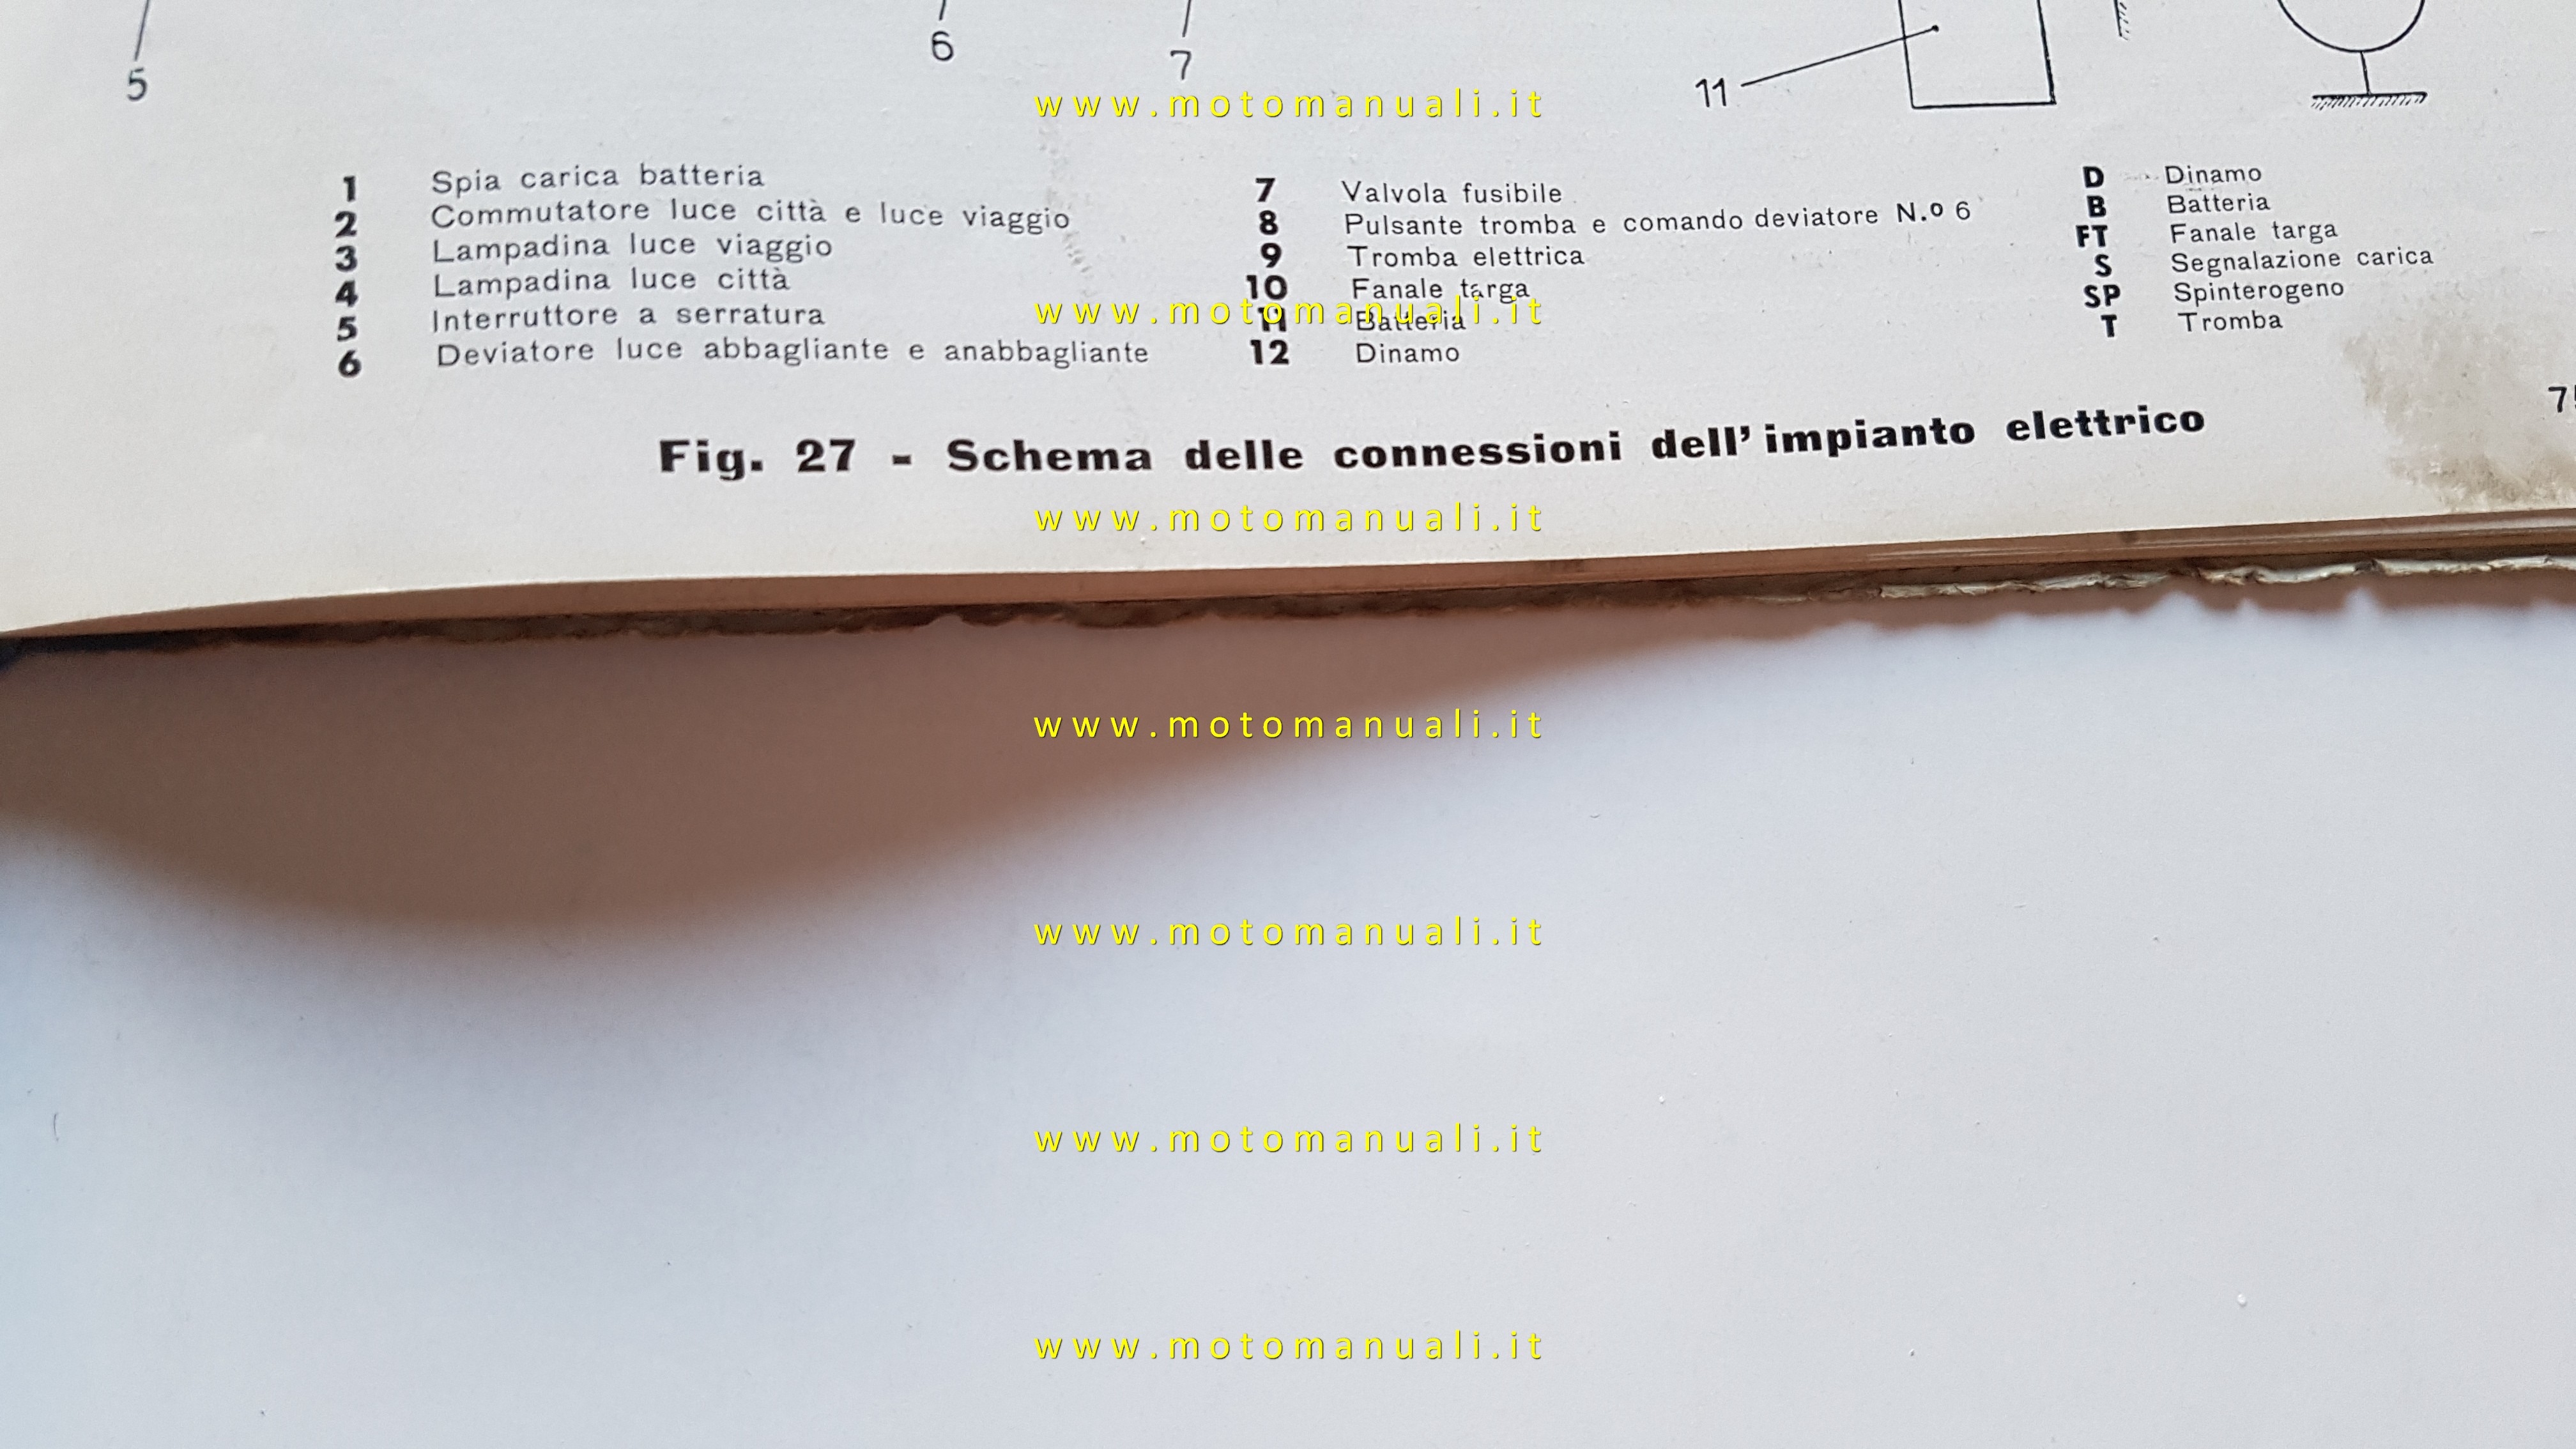 5
6
7
11
www.motomanuali.it
1 Spia carica batteria
2 Commutatore luce città e luce viaggio
3 Lampadina luce viaggio
4 Lampadina luce città
5 Interruttore a serratura
6 Deviatore luce abbagliante e anabbagliante
7 Valvola fusibile
8 Pulsante tromba e comando deviatore N.º 6
9 Tromba elettrica
10 Fanale targa
11 Batteria
12 Dinamo
D Dinamo
B Batteria
FT Fanale targa
S Segnalazione carica
SP Spinterogeno
T Tromba
www.motomanuali.it
Fig. 27 - Schema delle connessioni dell'impianto elettrico
www.motomanuali.it
www.motomanuali.it
www.motomanuali.it
www.motomanuali.it
www.motomanuali.it